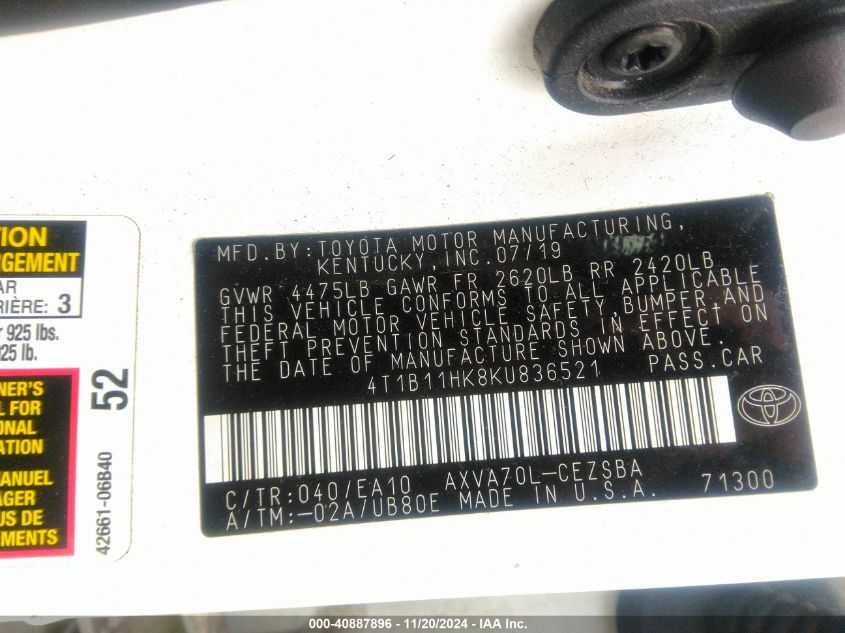 TION
RGEMENT
AR
RIÈRE: 3
r 925 lbs.
925 lb.
NER'S
L FOR
ONAL
ATION
MANUEL
AGER
US DE
EMENTS
52
42661-06B40
MFD.BY:TOYOTA MOTOR MANUFACTURING,
KENTUCKY,INC.07/19
GVWR 4475LB GAWR FR 2620LB RR 2420LB
THIS VEHICLE CONFORMS TO ALL APPLICABLE
FEDERAL MOTOR VEHICLE SAFETY,BUMPER,AND
THEFT PREVENTION STANDARDS IN EFFECT ON
THE DATE OF MANUFACTURE SHOWN ABOVE.
4T1B11HK8KU836521 PASS.CAR
C/TR:040/EA10 AXVA70L-CEZSBA
A/TM:-02A/UB80E MADE IN U.S.A. 71300
000-40887896 - 11/20/2024 - IAA Inc.